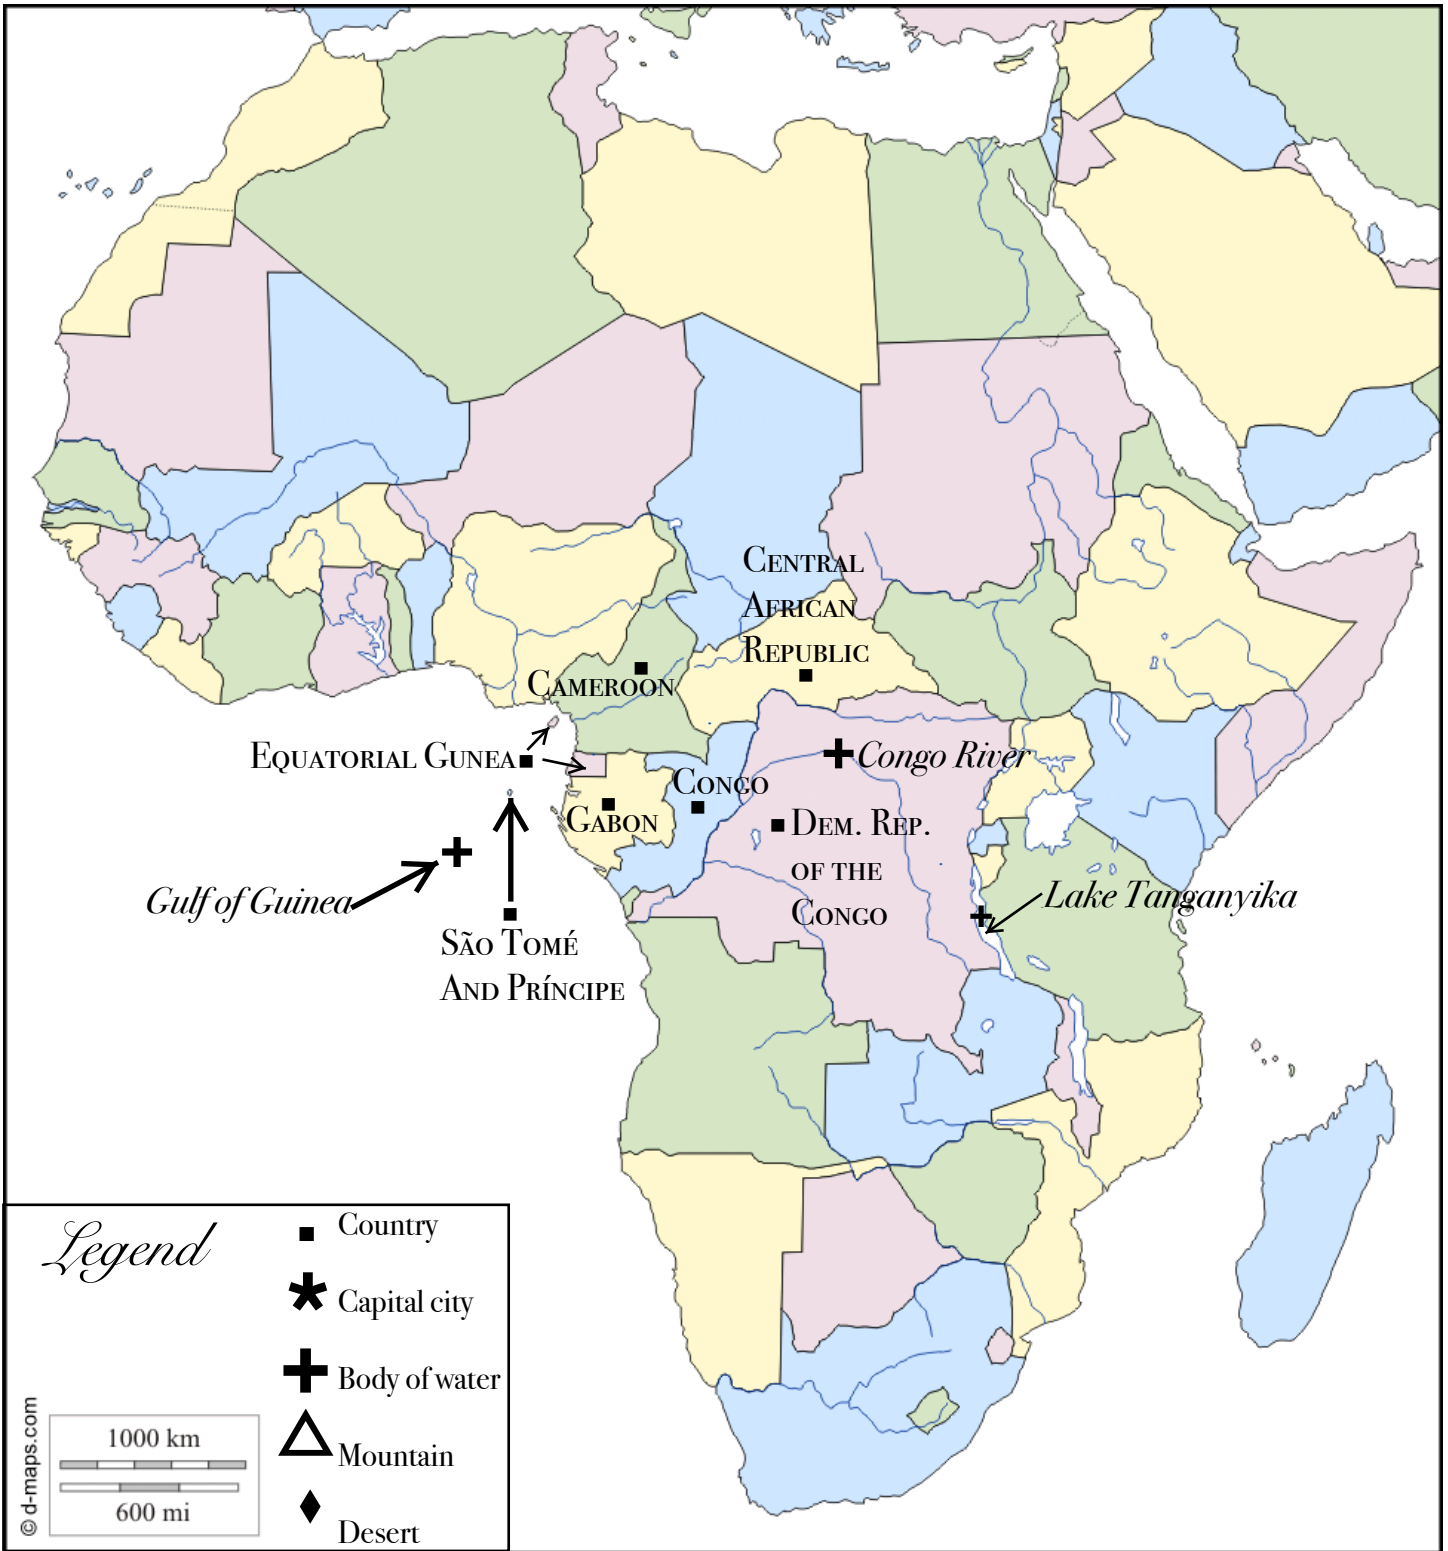 Central
African
Republic
Cameroon
Equatorial Gunea
Congo River
Congo
Gabon
Dem. Rep.
of the
Congo
Gulf of Guinea
Lake Tanganyika
São Tomé
And Príncipe
Legend
Country
Capital city
Body of water
Mountain
Desert
1000 km
600 mi
© d-maps.com